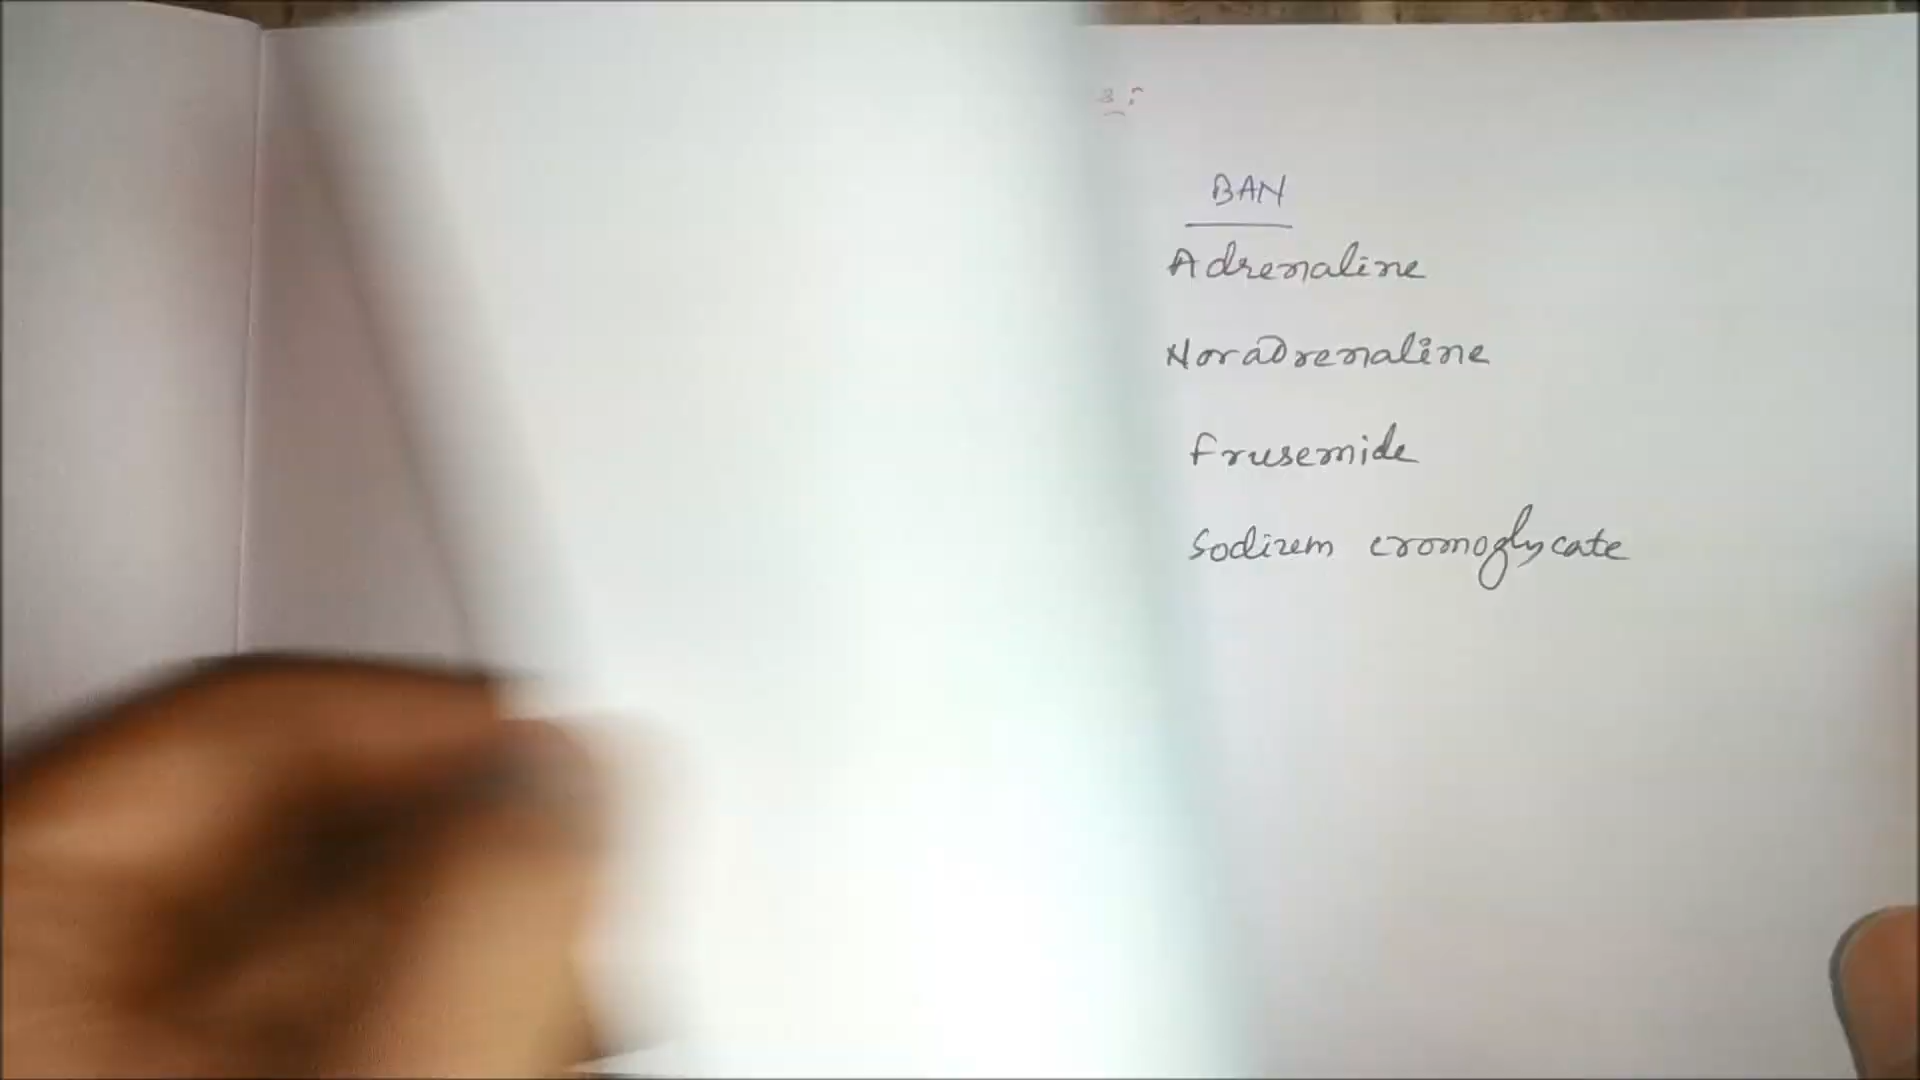 BAN
Adrenaline
Noradrenaline
Frusemide
Sodium cromoglycate